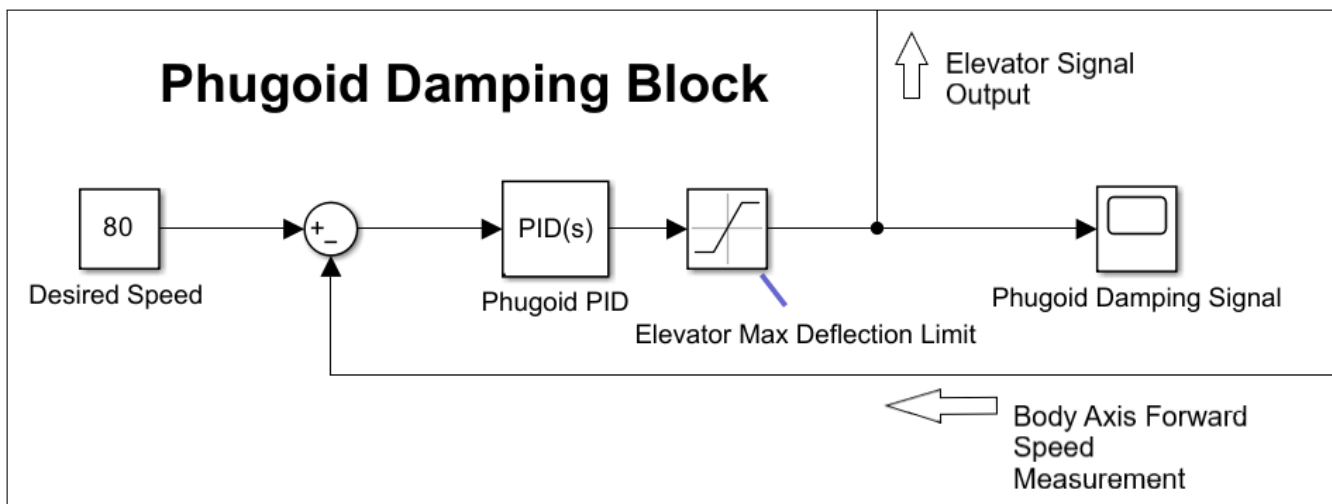 Phugoid Damping Block
Elevator Signal
Output
80
+
−
PID(s)
Desired Speed
Phugoid PID
Elevator Max Deflection Limit
Phugoid Damping Signal
Body Axis Forward
Speed
Measurement